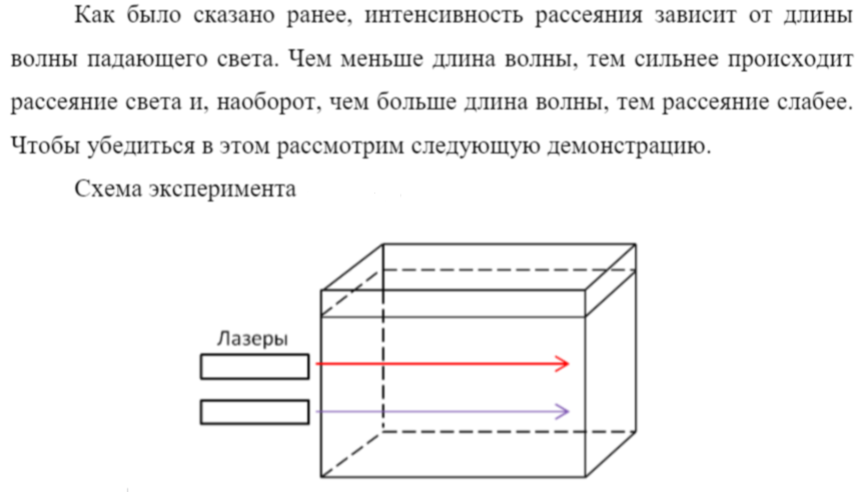 Как было сказано ранее, интенсивность рассеяния зависит от длины
волны падающего света. Чем меньше длина волны, тем сильнее происходит
рассеяние света и, наоборот, чем больше длина волны, тем рассеяние слабее.
Чтобы убедиться в этом рассмотрим следующую демонстрацию.
Схема эксперимента
Лазеры